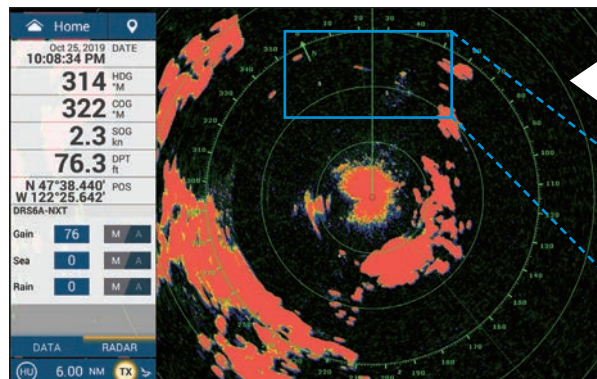 Home
Oct 25, 2019 DATE
10:08:34 PM
314 HDG °M
322 COG °M
2.3 SOG kn
76.3 DPT ft
N 47°38.440' POS
W 122°25.642'
DRS6A-NXT
Gain 76 M A
Sea 0 M A
Rain 0 M A
DATA RADAR
HU 6.00 NM TX